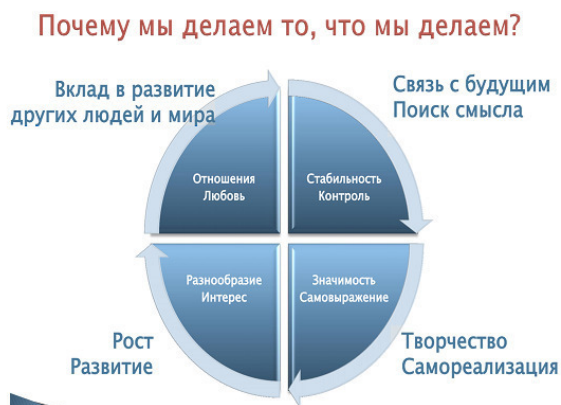 Почему мы делаем то, что мы делаем?
Вклад в развитие
других людей и мира
Связь с будущим
Поиск смысла
Отношения
Любовь
Стабильность
Контроль
Разнообразие
Интерес
Значимость
Самовыражение
Рост
Развитие
Творчество
Самореализация